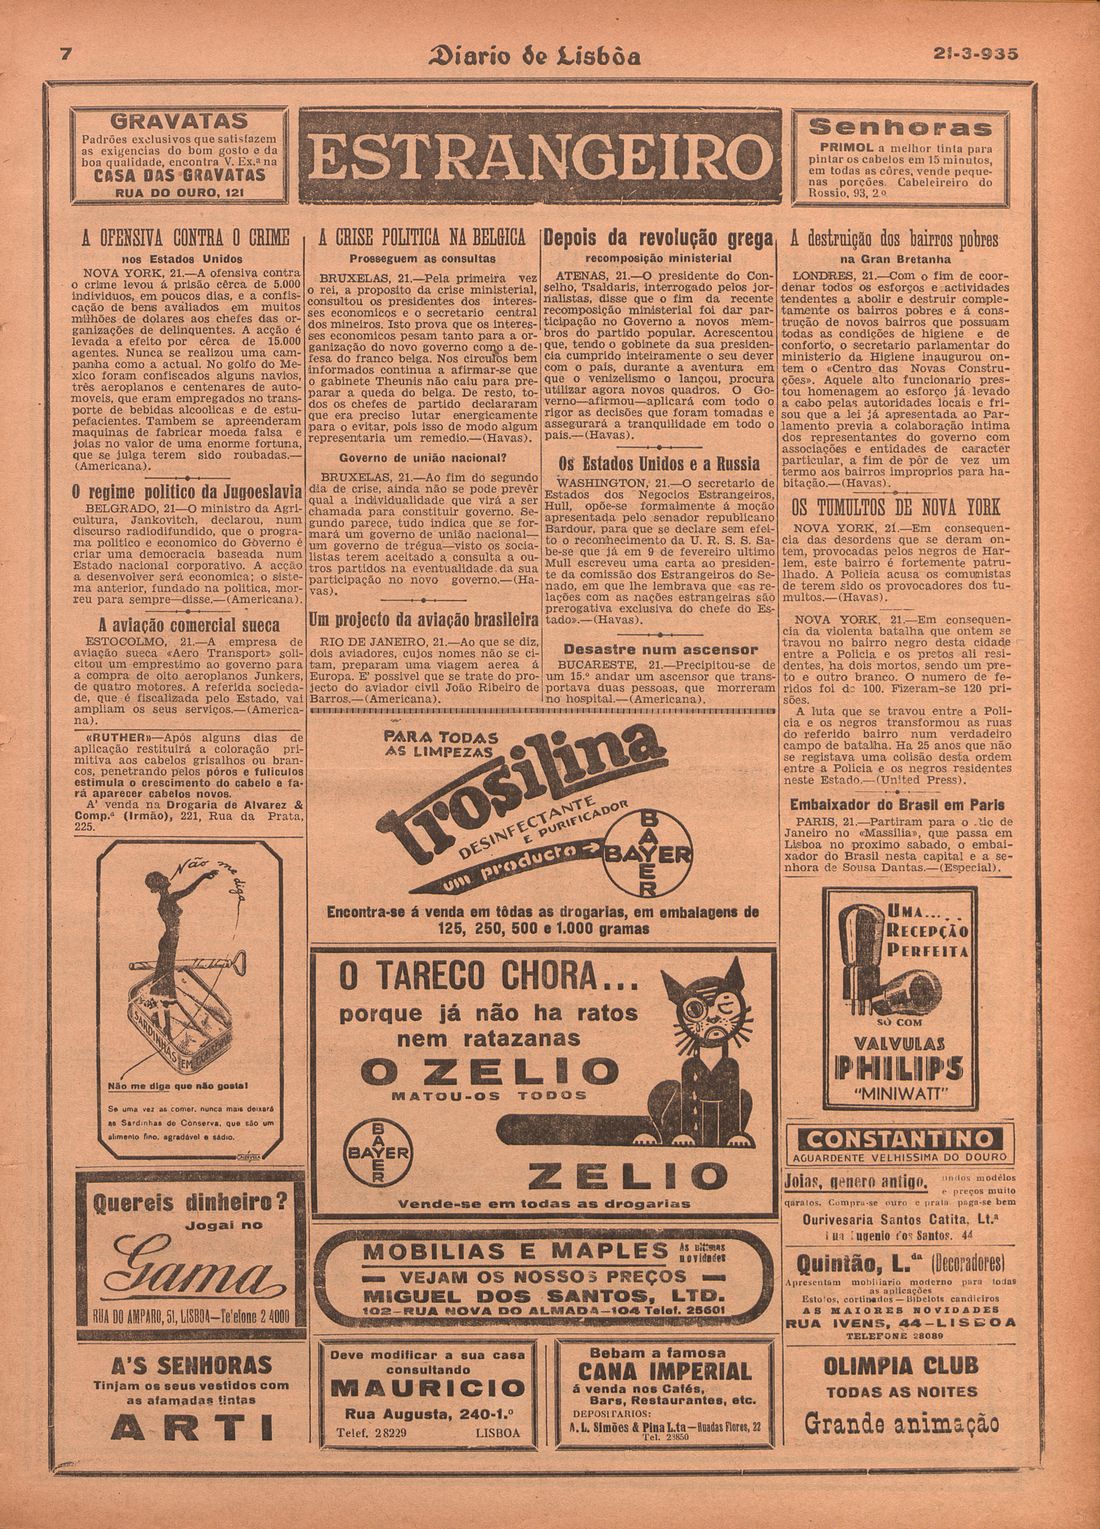 7
Diario de Lisbôa
21-3-935
GRAVATAS
Padrões exclusivos que satisfazem
as exigencias do bom gosto e da
boa qualidade, encontra V. Ex.ª na
CASA DAS GRAVATAS
RUA DO OURO, 121
ESTRANGEIRO
Senhoras
PRIMOL a melhor tinta para
pintar os cabelos em 15 minutos,
em todas as côres, vende peque-
nas porções. Cabeleireiro do
Rossio, 93, 2.º
A OFENSIVA CONTRA O CRIME
nos Estados Unidos
NOVA YORK, 21.—A ofensiva contra
o crime levou á prisão cêrca de 5.000
individuos, em poucos dias, e a confis-
cação de bens avaliados em muitos
milhões de dolares aos chefes das or-
ganizações de delinquentes. A acção é
levada a efeito por cêrca de 15.000
agentes. Nunca se realizou uma cam-
panha como a actual. No golfo do Me-
xico foram confiscados alguns navios,
três aeroplanos e centenares de auto-
moveis, que eram empregados no trans-
porte de bebidas alcoolicas e de estu-
pefacientes. Tambem se apreenderam
maquinas de fabricar moeda falsa e
joias no valor de uma enorme fortuna,
que se julga terem sido roubadas.—
(Americana).
O regime politico da Jugoeslavia
BELGRADO, 21—O ministro da Agri-
cultura, Jankovitch, declarou, num
discurso radiodifundido, que o progra-
ma politico e economico do Govêrno é
criar uma democracia baseada num
Estado nacional corporativo. A acção
a desenvolver será economica; o siste-
ma anterior, fundado na politica, mor-
reu para sempre—disse.—(Americana).
A aviação comercial sueca
ESTOCOLMO, 21.—A empresa de
aviação sueca «Aero Transport» soli-
citou um emprestimo ao governo para
a compra de oito aeroplanos Junkers,
de quatro motores. A referida socieda-
de, que é fiscalizada pelo Estado, vai
ampliam os seus serviços.—(America-
na).
«RUTHER»—Após alguns dias de
aplicação restituirá a coloração pri-
mitiva aos cabelos grisalhos ou bran-
cos, penetrando pelos póros e fuliculos
estimula o crescimento do cabelo e fa-
rá aparecer cabelos novos.
A' venda na Drogaria de Alvarez &
Comp.ª (Irmão), 221, Rua da Prata,
225.
Não me diga
SARDINHAS EM CONSERVA
Não me diga que não gosta!
Se uma vez as comer, nunca mais deixará
as Sardinhas de Conserva, que são um
alimento fino, agradável e sádio.
Quereis dinheiro?
Jogai no
Gama
RUA DO AMPARO, 51, LISBOA—Telefone 2 4000
A'S SENHORAS
Tinjam os seus vestidos com
as afamadas tintas
ARTI
A CRISE POLITICA NA BELGICA
Prosseguem as consultas
BRUXELAS, 21.—Pela primeira vez
o rei, a proposito da crise ministerial,
consultou os presidentes dos interes-
ses economicos e o secretario central
dos mineiros. Isto prova que os interes-
ses economicos pesam tanto para a or-
ganização do novo governo como a de-
fesa do franco belga. Nos circulos bem
informados continua a afirmar-se que
o gabinete Theunis não caiu para pre-
parar a queda do belga. De resto, to-
dos os chefes de partido declararam
que era preciso lutar energicamente
para o evitar, pois isso de modo algum
representaria um remedio.—(Havas).
Governo de união nacional?
BRUXELAS, 21.—Ao fim do segundo
dia de crise, ainda não se pode prevêr
qual a individualidade que virá a ser
chamada para constituir governo. Se-
gundo parece, tudo indica que se for-
mará um governo de união nacional—
um governo de trégua—visto os socia-
listas terem aceitado a consulta a ou-
tros partidos na eventualidade da sua
participação no novo governo.—(Ha-
vas).
Um projecto da aviação brasileira
RIO DE JANEIRO, 21.—Ao que se diz,
dois aviadores, cujos nomes não se ci-
tam, preparam uma viagem aerea á
Europa. E' possivel que se trate do pro-
jecto do aviador civil João Ribeiro de
Barros.—(Americana).
Depois da revolução grega
recomposição ministerial
ATENAS, 21.—O presidente do Con-
selho, Tsaldaris, interrogado pelos jor-
nalistas, disse que o fim da recente
recomposição ministerial foi dar par-
ticipação no Governo a novos mem-
bros do partido popular. Acrescentou
que, tendo o gobinete da sua presiden-
cia cumprido inteiramente o seu dever
com o país, durante a aventura em
que o venizelismo o lançou, procura
utilizar agora novos quadros. O Go-
verno—afirmou—aplicará com todo o
rigor as decisões que foram tomadas e
assegurará a tranquilidade em todo o
país.—(Havas).
Os Estados Unidos e a Russia
WASHINGTON, 21.—O secretario de
Estados dos Negocios Estrangeiros,
Hull, opõe-se formalmente á moção
apresentada pelo senador republicano
Bardour, para que se declare sem efei-
to o reconhecimento da U. R. S. S. Sa-
be-se que já em 9 de fevereiro ultimo
Mull escreveu uma carta ao presiden-
te da comissão dos Estrangeiros do Se-
nado, em que lhe lembrava que «as re-
lações com as nações estrangeiras são
prerogativa exclusiva do chefe do Es-
tado».—(Havas).
Desastre num ascensor
BUCARESTE, 21.—Precipitou-se de
um 15.º andar um ascensor que trans-
portava duas pessoas, que morreram
no hospital.—(Americana).
PARA TODAS
AS LIMPEZAS
trosilina
DESINFECTANTE
E PURIFICADOR
um producto
BAYER
BAYER
Encontra-se á venda em tôdas as drogarias, em embalagens de
125, 250, 500 e 1.000 gramas
O TARECO CHORA...
porque já não ha ratos
nem ratazanas
O ZELIO
MATOU-OS TODOS
BAYER
BAYER
ZELIO
Vende-se em todas as drogarias
MOBILIAS E MAPLES As ultimas novidades
— VEJAM OS NOSSOS PREÇOS —
MIGUEL DOS SANTOS, LTD.
102—RUA NOVA DO ALMADA—104 Telef. 25601
Deve modificar a sua casa
consultando
MAURICIO
Rua Augusta, 240-1.º
Telef. 28229 LISBOA
Bebam a famosa
CANA IMPERIAL
á venda nos Cafés,
Bars, Restaurantes, etc.
DEPOSITARIOS:
A. L. Simões & Pina L.ta—Ruadas Flores, 22
Tel. 23850
A destruição dos bairros pobres
na Gran Bretanha
LONDRES, 21.—Com o fim de coor-
denar todos os esforços e actividades
tendentes a abolir e destruir comple-
tamente os bairros pobres e á cons-
trução de novos bairros que possuam
todas as condições de higiene e de
conforto, o secretario parlamentar do
ministerio da Higiene inaugurou on-
tem o «Centro das Novas Constru-
ções». Aquele alto funcionario pres-
tou homenagem ao esforço já levado
a cabo pelas autoridades locais e fri-
sou que a lei já apresentada ao Par-
lamento previa a colaboração intima
dos representantes do governo com
associações e entidades de caracter
particular, a fim de pôr de vez um
termo aos bairros improprios para ha-
bitação.—(Havas).
OS TUMULTOS DE NOVA YORK
NOVA YORK, 21.—Em consequen-
cia das desordens que se deram on-
tem, provocadas pelos negros de Har-
lem, este bairro é fortemente patru-
lhado. A Policia acusa os comunistas
de terem sido os provocadores dos tu-
multos.—(Havas).
NOVA YORK, 21.—Em consequen-
cia da violenta batalha que ontem se
travou no bairro negro desta cidade
entre a Policia e os pretos ali resi-
dentes, ha dois mortos, sendo um pre-
to e outro branco. O numero de fe-
ridos foi de 100. Fizeram-se 120 pri-
sões.
A luta que se travou entre a Poli-
cia e os negros transformou as ruas
do referido bairro num verdadeiro
campo de batalha. Ha 25 anos que não
se registava uma colisão desta ordem
entre a Policia e os negros residentes
neste Estado.—(United Press).
Embaixador do Brasil em Paris
PARIS, 21.—Partiram para o Rio de
Janeiro no «Massilia», que passa em
Lisboa no proximo sabado, o embai-
xador do Brasil nesta capital e a se-
nhora de Sousa Dantas.—(Especial).
UMA...
RECEPÇÃO
PERFEITA
SÓ COM
VALVULAS
PHILIPS
"MINIWATT"
CONSTANTINO
AGUARDENTE VELHISSIMA DO DOURO
Joias, genero antigo, lindos modêlos
e preços muito
baratos. Compra-se ouro e prata paga-se bem
Ourivesaria Santos Catita, Lt.ª
Rua Eugenio dos Santos, 44
Quintão, L.da (Decoradores)
Apresentam mobiliario moderno para todas
as aplicações
Estofos, cortinados — Bibelots candieiros
AS MAIORES NOVIDADES
RUA IVENS, 44—LISBOA
TELEFONE 28089
OLIMPIA CLUB
TODAS AS NOITES
Grande animação